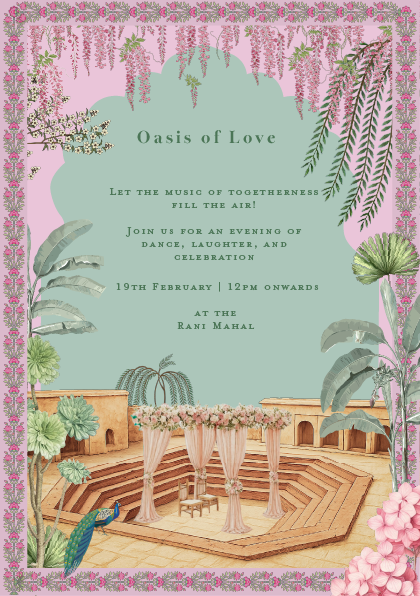 Oasis of Love
Let the music of togetherness
fill the air!
Join us for an evening of
dance, laughter, and
celebration
19th February | 12pm onwards
at the
Rani Mahal